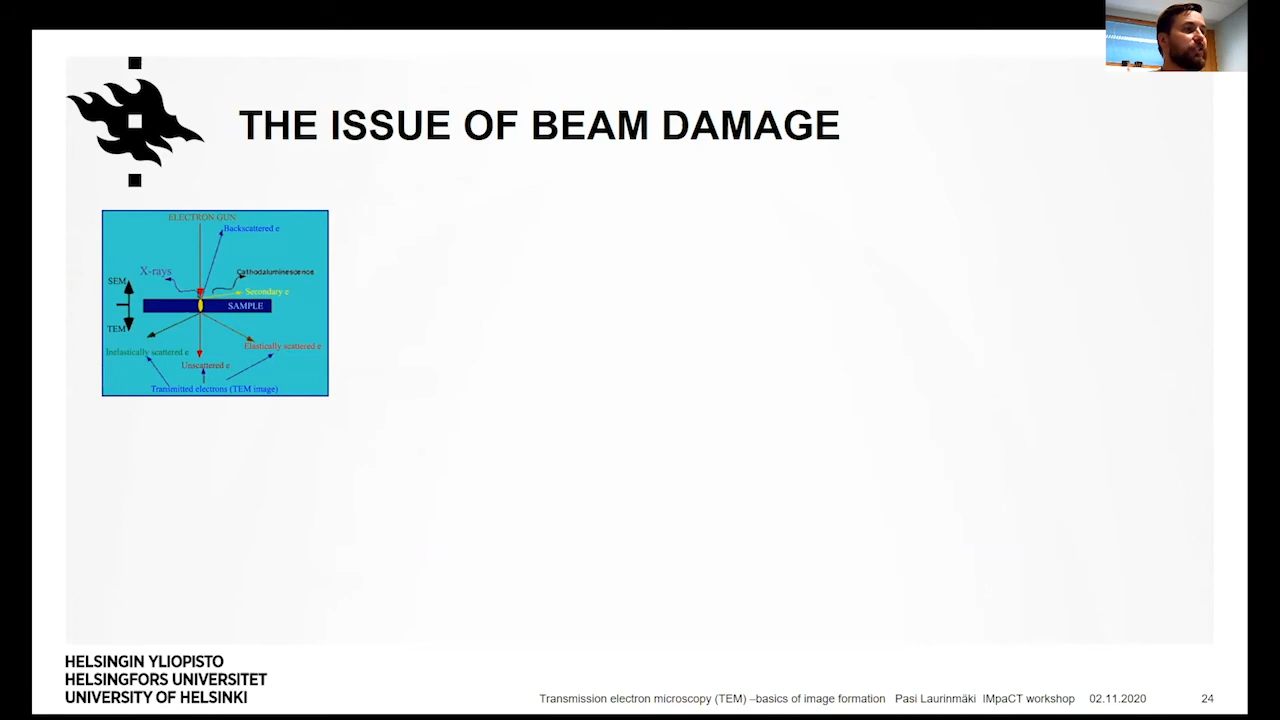 THE ISSUE OF BEAM DAMAGE
ELECTRON GUN
Backscattered e
X-rays
Cathodaluminescence
SEM
Secondary e
SAMPLE
TEM
Elastically scattered e
Inelastically scattered e
Unscattered e
Transmitted electrons (TEM image)
HELSINGIN YLIOPISTO
HELSINGFORS UNIVERSITET
UNIVERSITY OF HELSINKI
Transmission electron microscopy (TEM) –basics of image formation Pasi Laurinmäki IMpaCT workshop 02.11.2020 24